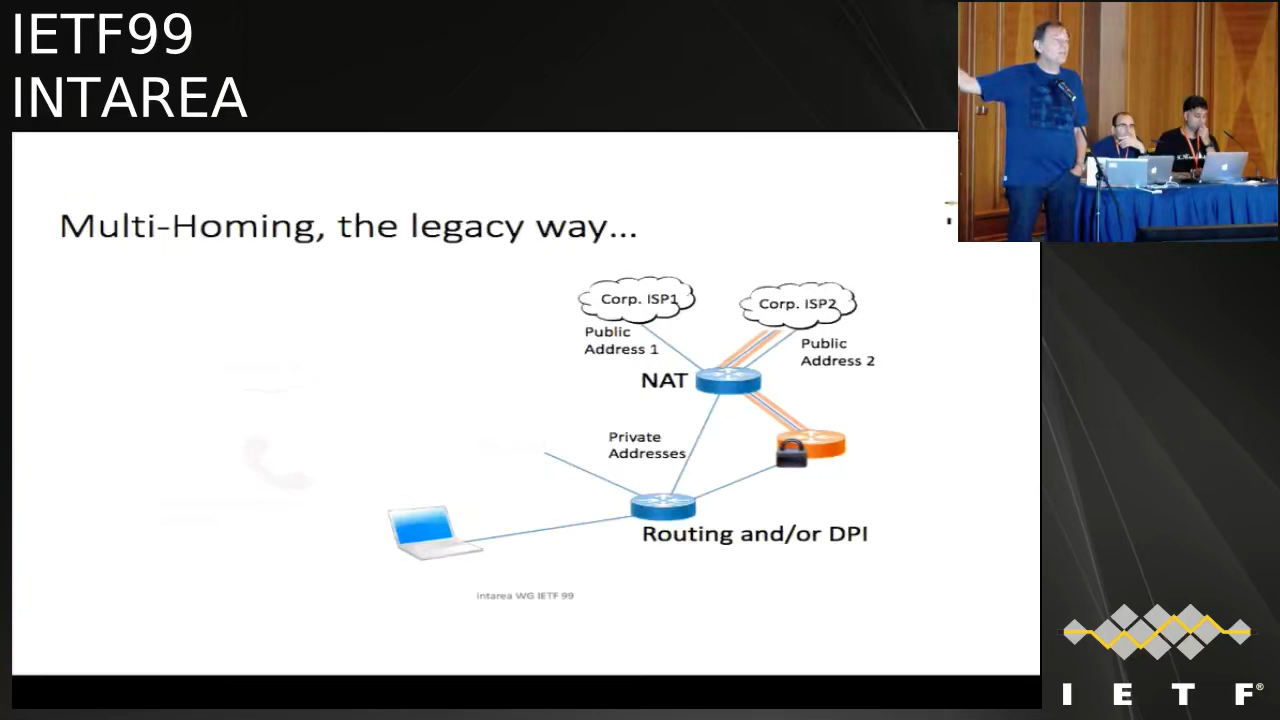 IETF99
INTAREA
Multi-Homing, the legacy way...
Corp. ISP1
Corp. ISP2
Public
Address 1
Public
Address 2
NAT
Private
Addresses
Routing and/or DPI
Intarea WG IETF 99
I E T F®